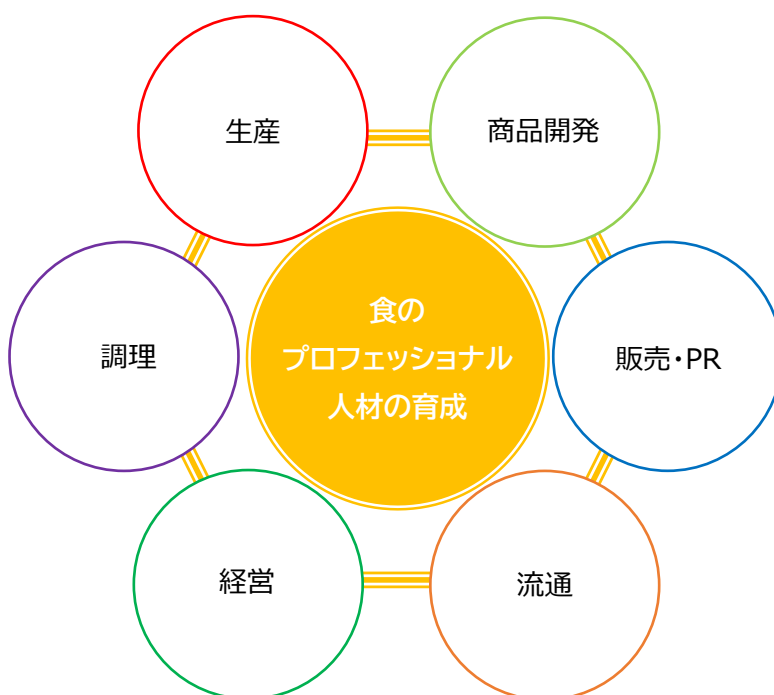 生産
商品開発
調理
食の
プロフェッショナル
人材の育成
販売・PR
経営
流通